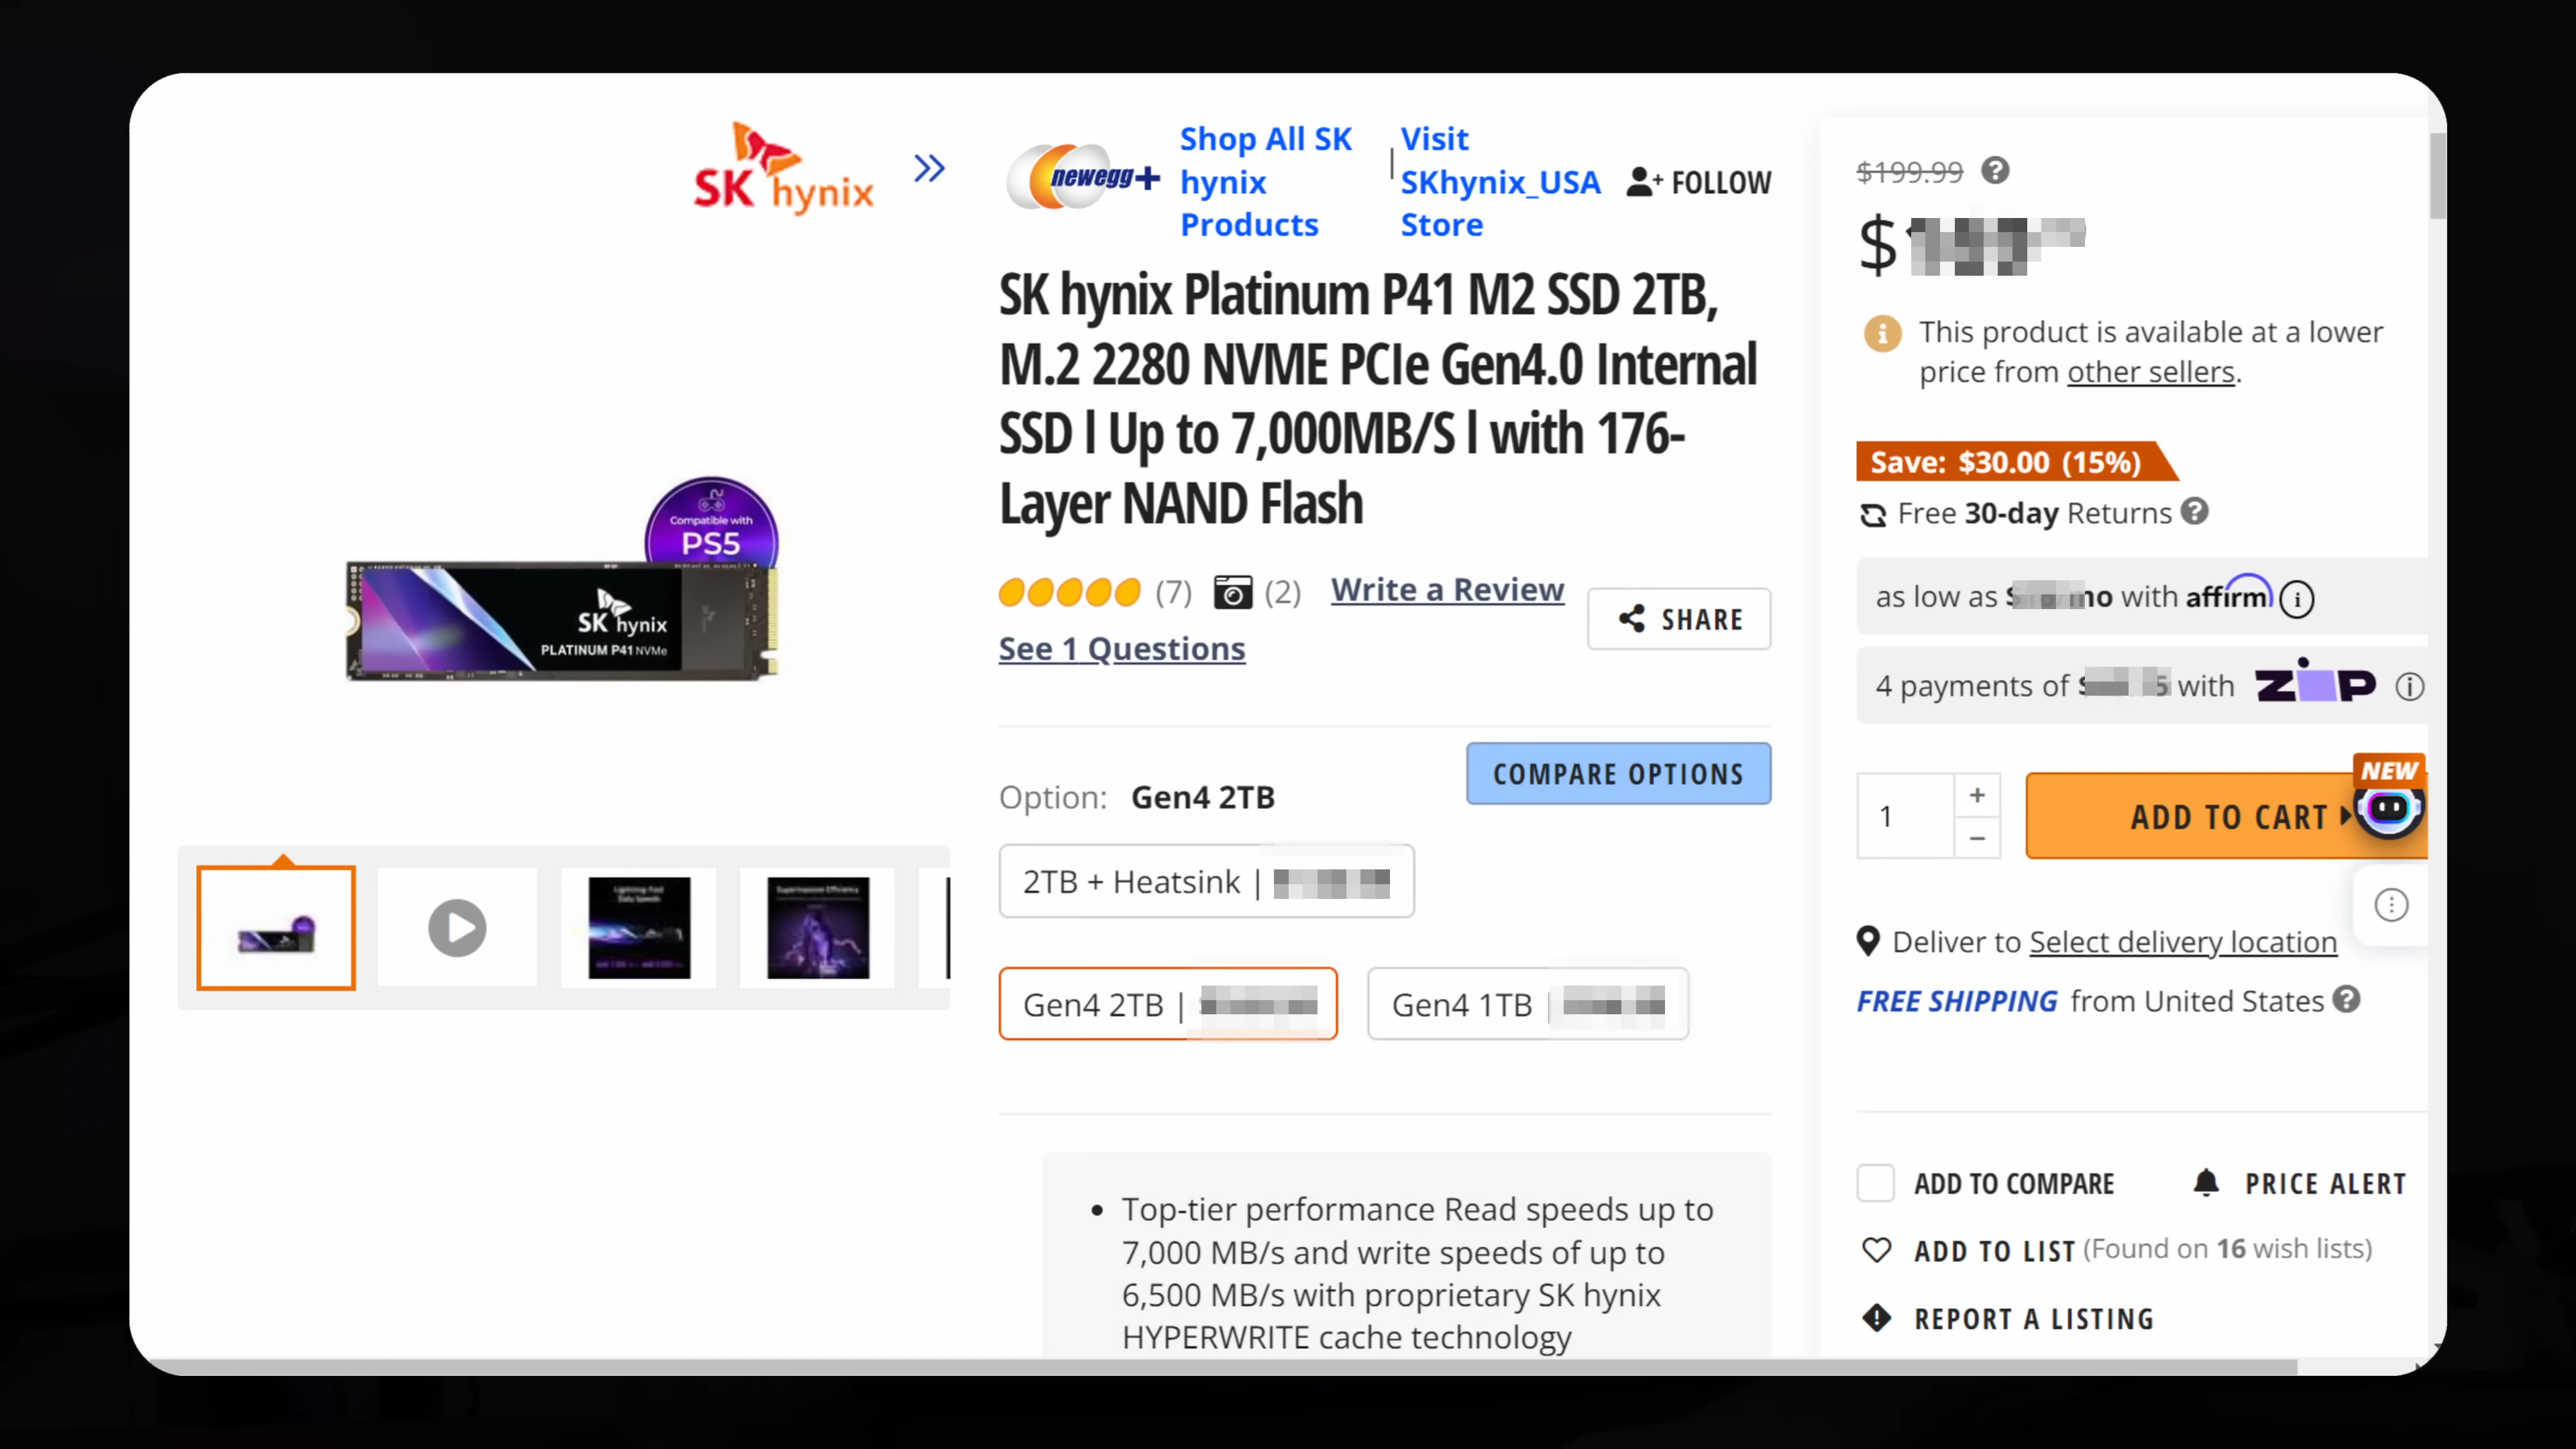 SK hynix
newegg+
Shop All SK
hynix
Products
Visit
SKhynix_USA
Store
FOLLOW
SK hynix Platinum P41 M2 SSD 2TB,
M.2 2280 NVME PCIe Gen4.0 Internal
SSD l Up to 7,000MB/S l with 176-
Layer NAND Flash
Compatible with
PS5
SK hynix
PLATINUM P41 NVMe
(7) (2) Write a Review
See 1 Questions
SHARE
COMPARE OPTIONS
Option: Gen4 2TB
2TB + Heatsink |
Gen4 2TB |
Gen4 1TB
Lightning-Fast
Data Speeds
Supermassive Efficiency
• Top-tier performance Read speeds up to
7,000 MB/s and write speeds of up to
6,500 MB/s with proprietary SK hynix
HYPERWRITE cache technology
$199.99
$
This product is available at a lower
price from other sellers.
Save: $30.00 (15%)
Free 30-day Returns
as low as with affirm
4 payments of with ZIP
1
+
−
ADD TO CART
NEW
Deliver to Select delivery location
FREE SHIPPING from United States
ADD TO COMPARE
PRICE ALERT
ADD TO LIST (Found on 16 wish lists)
REPORT A LISTING